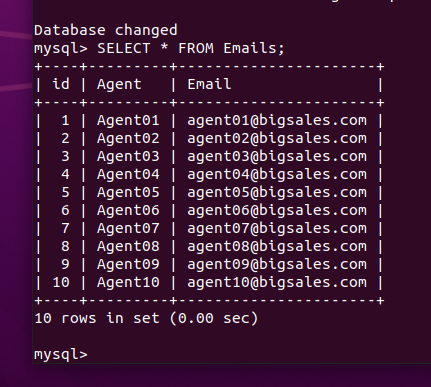 Database changed
mysql> SELECT * FROM Emails;
+----+---------+----------------------+
| id | Agent   | Email                |
+----+---------+----------------------+
|  1 | Agent01 | agent01@bigsales.com |
|  2 | Agent02 | agent02@bigsales.com |
|  3 | Agent03 | agent03@bigsales.com |
|  4 | Agent04 | agent04@bigsales.com |
|  5 | Agent05 | agent05@bigsales.com |
|  6 | Agent06 | agent06@bigsales.com |
|  7 | Agent07 | agent07@bigsales.com |
|  8 | Agent08 | agent08@bigsales.com |
|  9 | Agent09 | agent09@bigsales.com |
| 10 | Agent10 | agent10@bigsales.com |
+----+---------+----------------------+
10 rows in set (0.00 sec)
mysql>